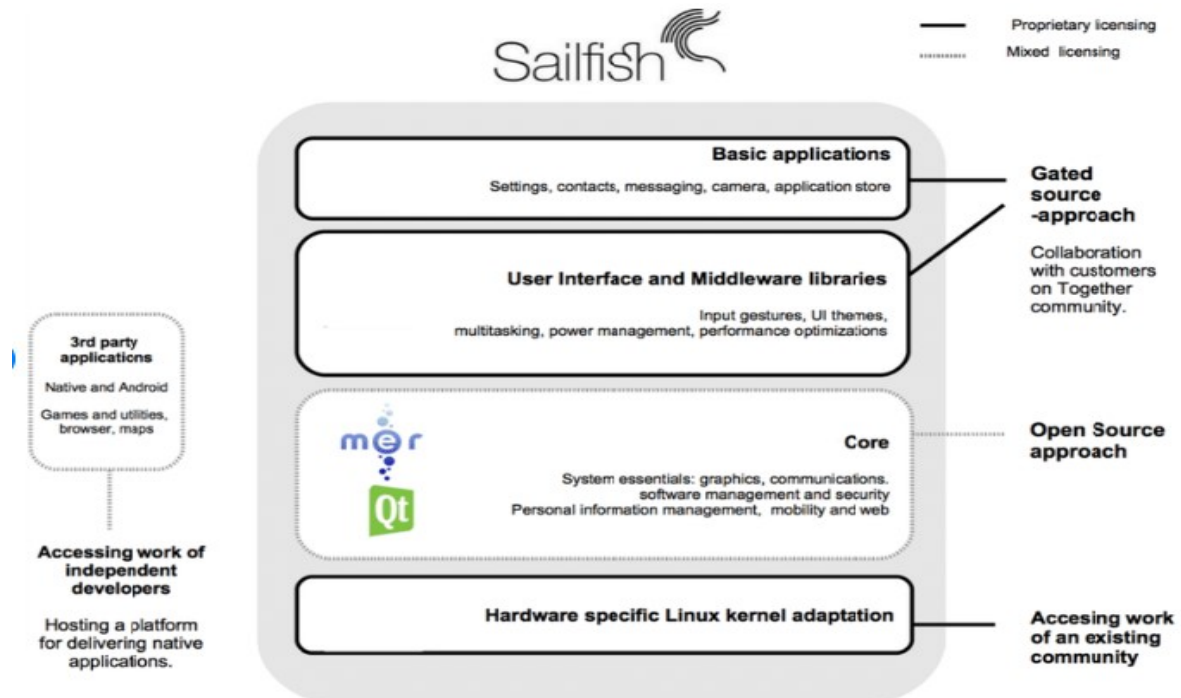 Sailfish
Proprietary licensing
Mixed licensing
Basic applications
Settings, contacts, messaging, camera, application store
Gated
source
-approach
Collaboration
with customers
on Together
community.
User Interface and Middleware libraries
Input gestures, UI themes,
multitasking, power management, performance optimizations
3rd party
applications
Native and Android
Games and utilities,
browser, maps
mer
Qt
Core
System essentials: graphics, communications.
software management and security
Personal information management, mobility and web
Open Source
approach
Accessing work of
independent
developers
Hosting a platform
for delivering native
applications.
Hardware specific Linux kernel adaptation
Accesing work
of an existing
community